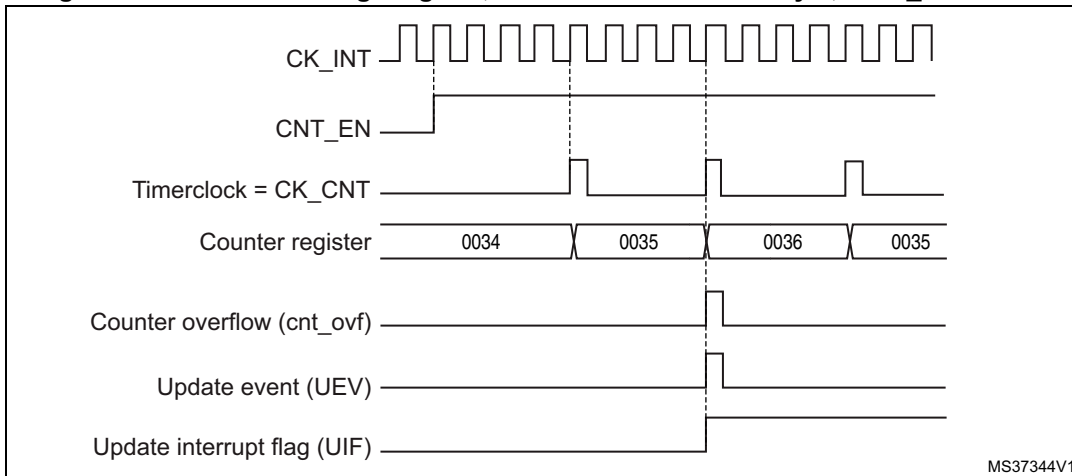 CK_INT
CNT_EN
Timerclock = CK_CNT
Counter register 0034 0035 0036 0035
Counter overflow (cnt_ovf)
Update event (UEV)
Update interrupt flag (UIF)
MS37344V1